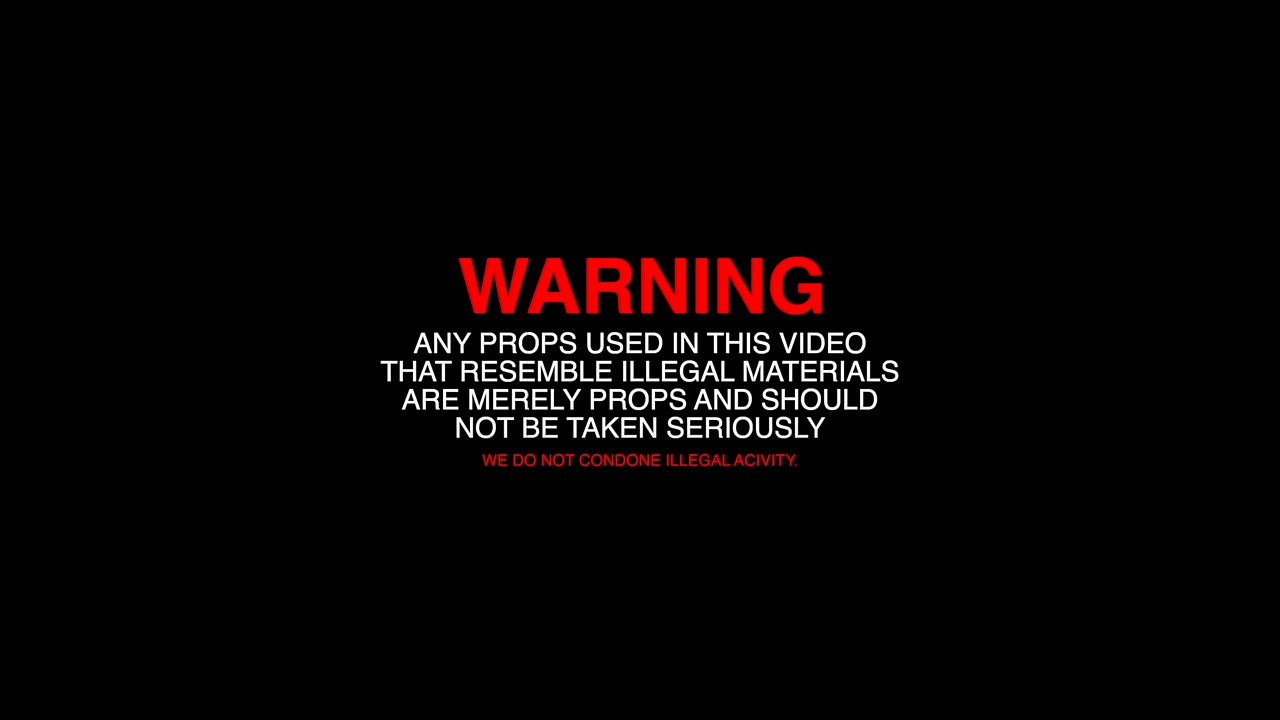 WARNING
ANY PROPS USED IN THIS VIDEO
THAT RESEMBLE ILLEGAL MATERIALS
ARE MERELY PROPS AND SHOULD
NOT BE TAKEN SERIOUSLY
WE DO NOT CONDONE ILLEGAL ACIVITY.